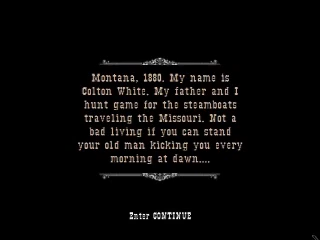 Montana, 1880. My name is
Colton White. My father and I
hunt game for the steamboats
traveling the Missouri. Not a
bad living if you can stand
your old man kicking you every
morning at dawn....
Enter CONTINUE